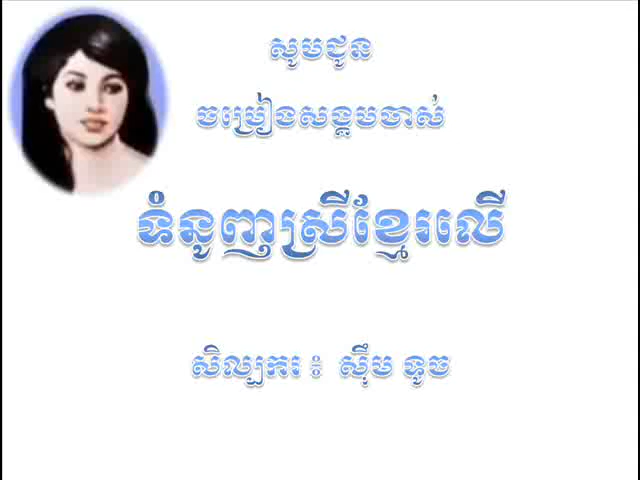 សូមជូន
ចម្រៀងសង្គមចាស់
ទំនួញស្រីខ្មែរលើ
សិល្បករ ៖ ស៊ឹម ទូច